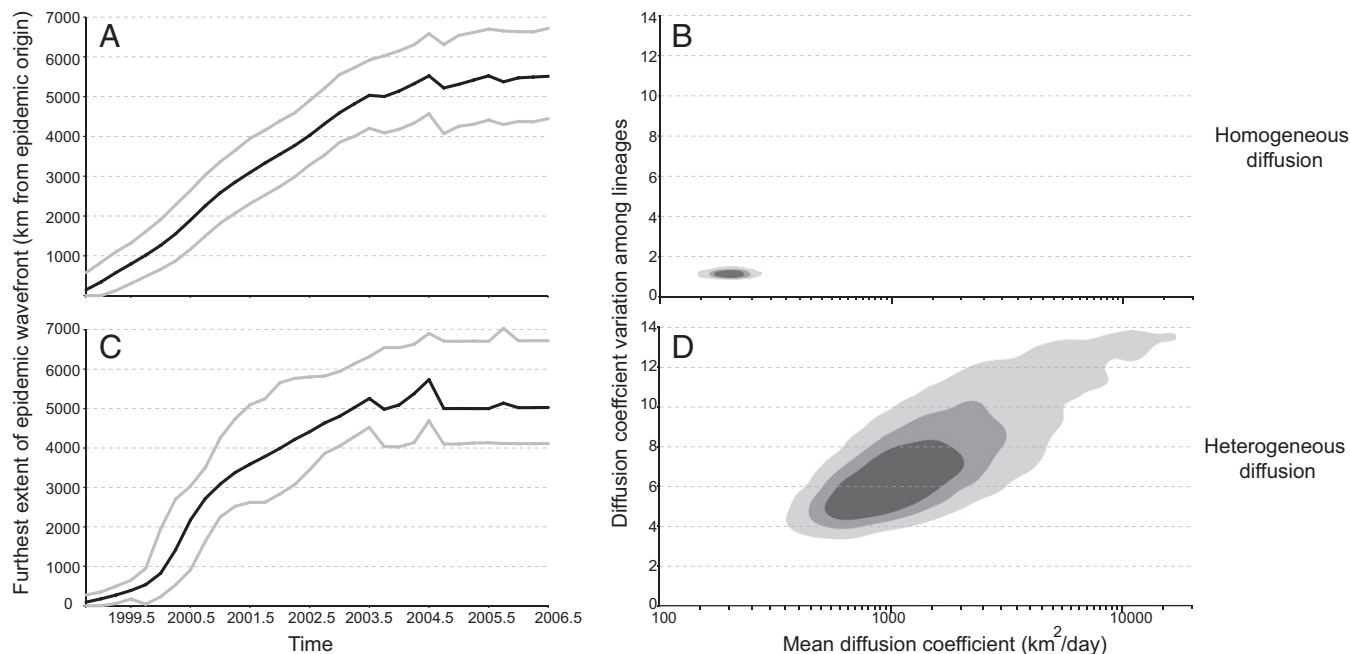 Furthest extent of epidemic wavefront (km from epidemic origin)
A
7000
6000
5000
4000
3000
2000
1000
Diffusion coeffcient variation among lineages
B
14
12
10
8
6
4
2
0
Homogeneous
diffusion
C
7000
6000
5000
4000
3000
2000
1000
0
1999.5 2000.5 2001.5 2002.5 2003.5 2004.5 2005.5 2006.5
Time
D
14
12
10
8
6
4
2
0
100 1000 10000
Mean diffusion coefficient (km²/day)
Heterogeneous
diffusion